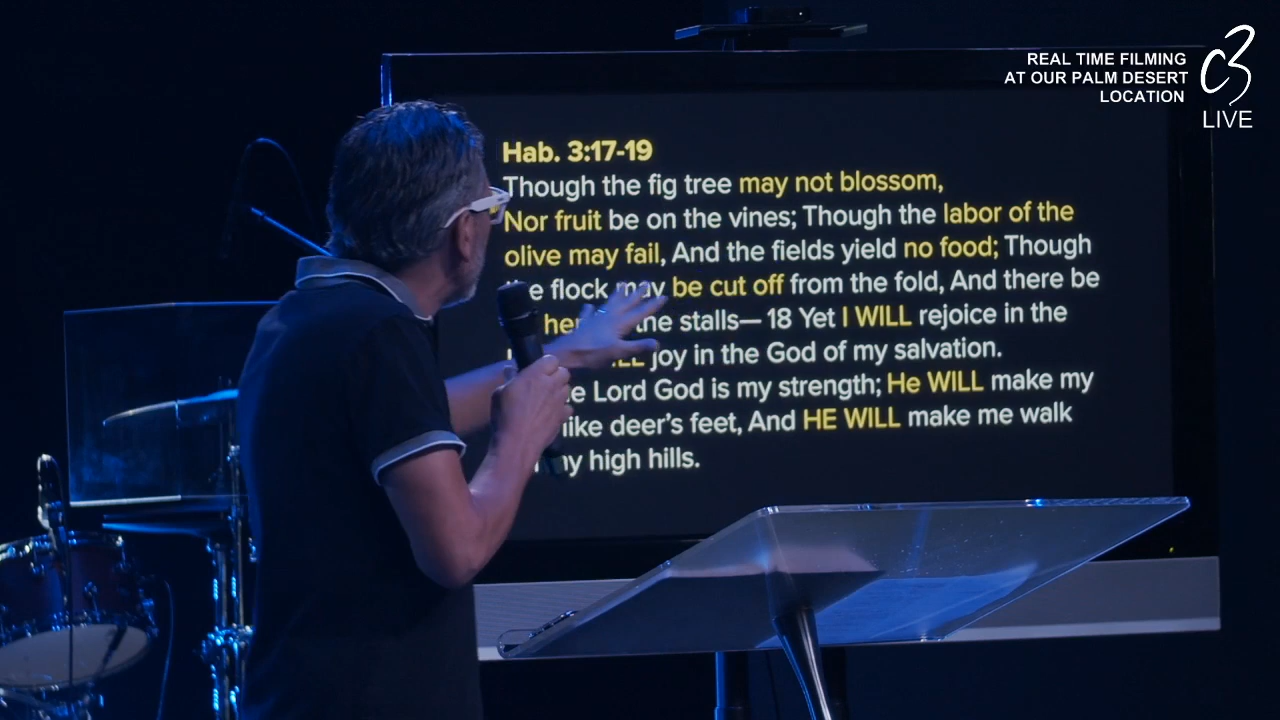 REAL TIME FILMING
AT OUR PALM DESERT
LOCATION
C3
LIVE
Hab. 3:17-19
Though the fig tree may not blossom,
Nor fruit be on the vines; Though the labor of the
olive may fail, And the fields yield no food; Though
flock may be cut off from the fold, And there be
the stalls— 18 Yet I WILL rejoice in the
joy in the God of my salvation.
Lord God is my strength; He WILL make my
like deer’s feet, And HE WILL make me walk
high hills.